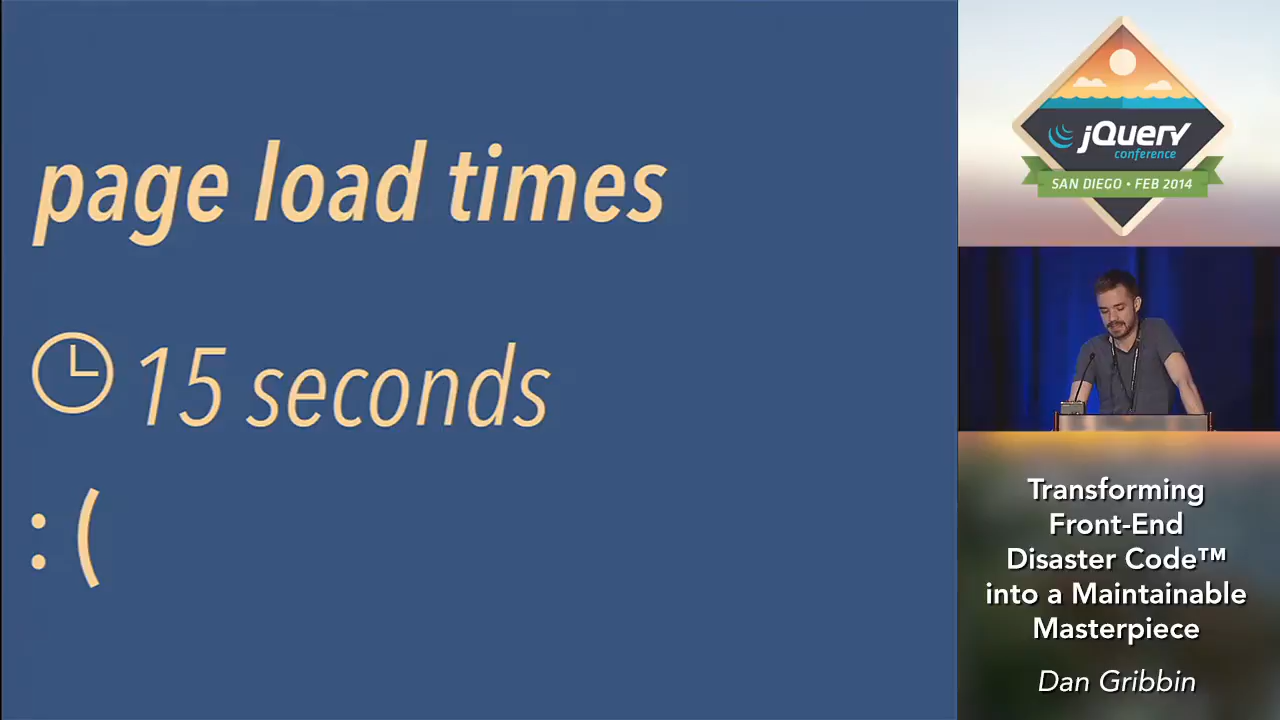 page load times
15 seconds
:(
jQuery
conference
SAN DIEGO • FEB 2014
Transforming
Front-End
Disaster Code™
into a Maintainable
Masterpiece
Dan Gribbin